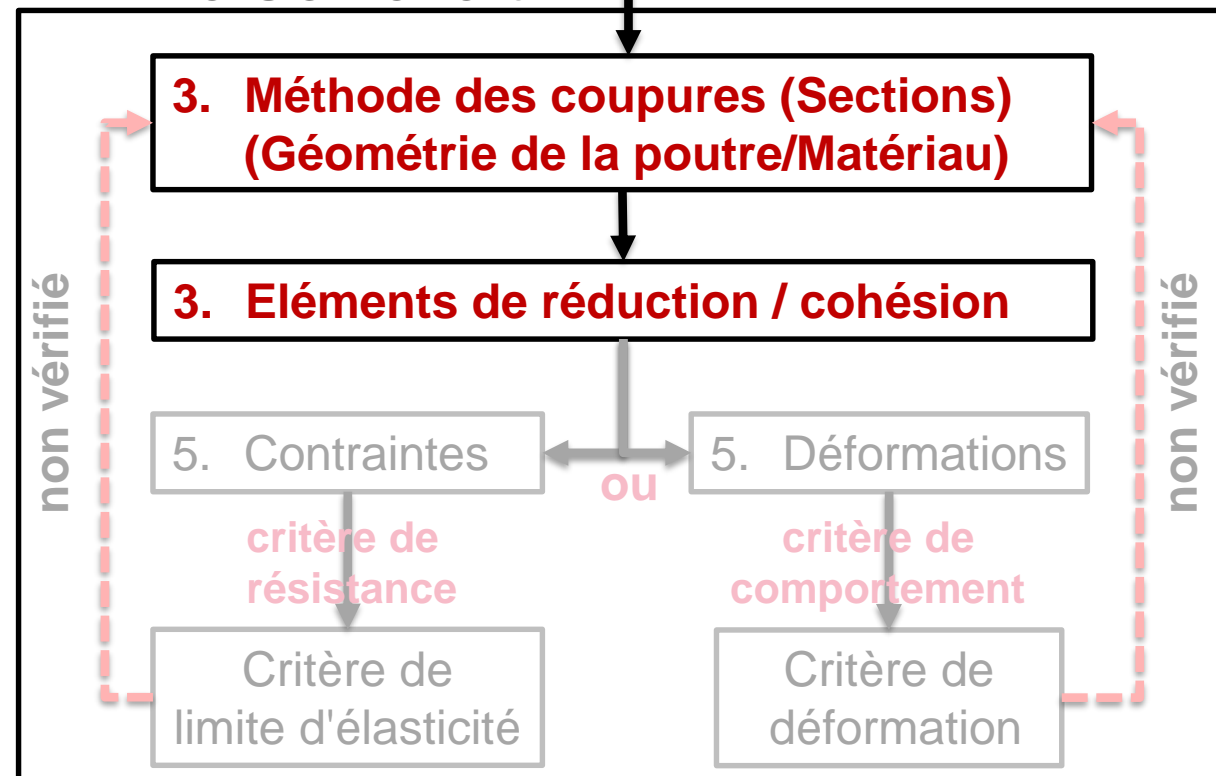 3. Méthode des coupures (Sections)
(Géométrie de la poutre/Matériau)
3. Eléments de réduction / cohésion
non vérifié
non vérifié
5. Contraintes
ou
5. Déformations
critère de
résistance
critère de
comportement
Critère de
limite d'élasticité
Critère de
déformation